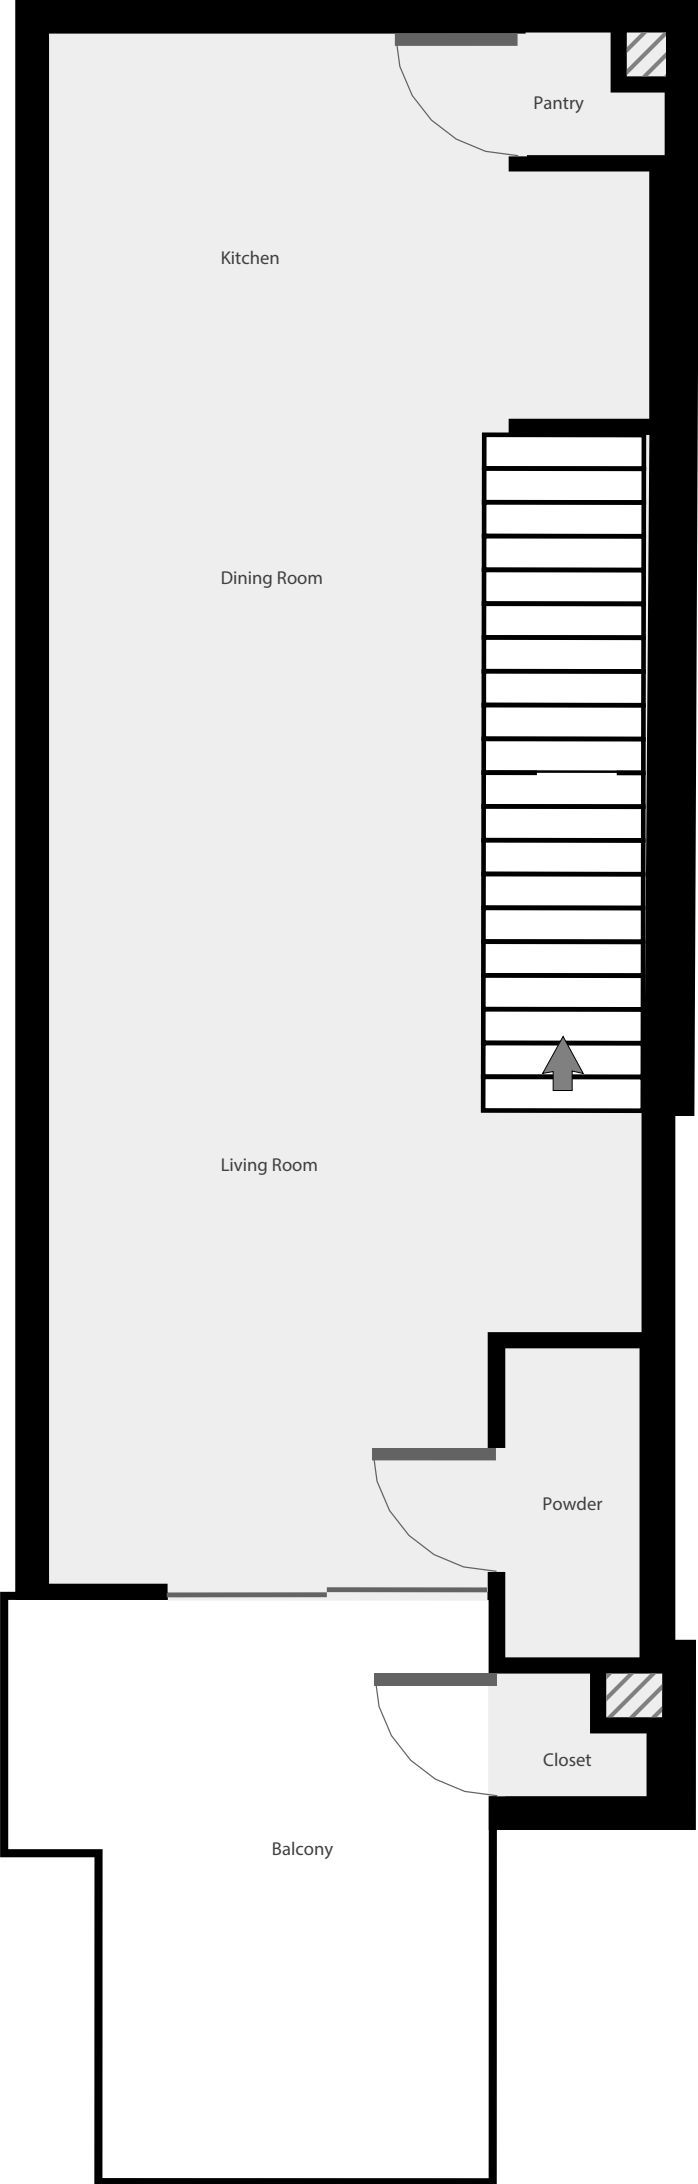 Pantry
Kitchen
Dining Room
Living Room
Powder
Closet
Balcony